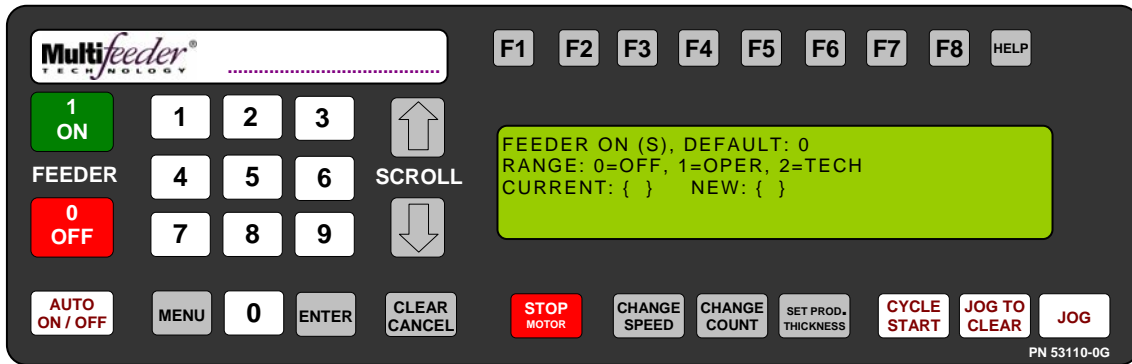 Multifeeder®
TECHNOLOGY
F1 F2 F3 F4 F5 F6 F7 F8 HELP
1
ON
FEEDER
0
OFF
1 2 3
4 5 6
7 8 9
SCROLL
FEEDER ON (S), DEFAULT: 0
RANGE: 0=OFF, 1=OPER, 2=TECH
CURRENT: { } NEW: { }
AUTO
ON / OFF
MENU
0
ENTER
CLEAR
CANCEL
STOP
MOTOR
CHANGE
SPEED
CHANGE
COUNT
SET PROD.
THICKNESS
CYCLE
START
JOG TO
CLEAR
JOG
PN 53110-0G